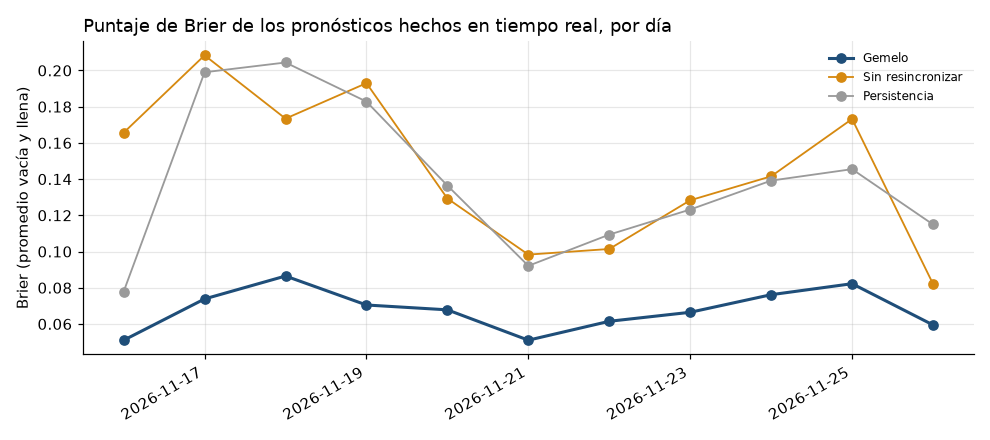 Puntaje de Brier de los pronósticos hechos en tiempo real, por día
Brier (promedio vacía y llena)
0.20
0.18
0.16
0.14
0.12
0.10
0.08
0.06
Gemelo
Sin resincronizar
Persistencia
2026-11-17
2026-11-19
2026-11-21
2026-11-23
2026-11-25